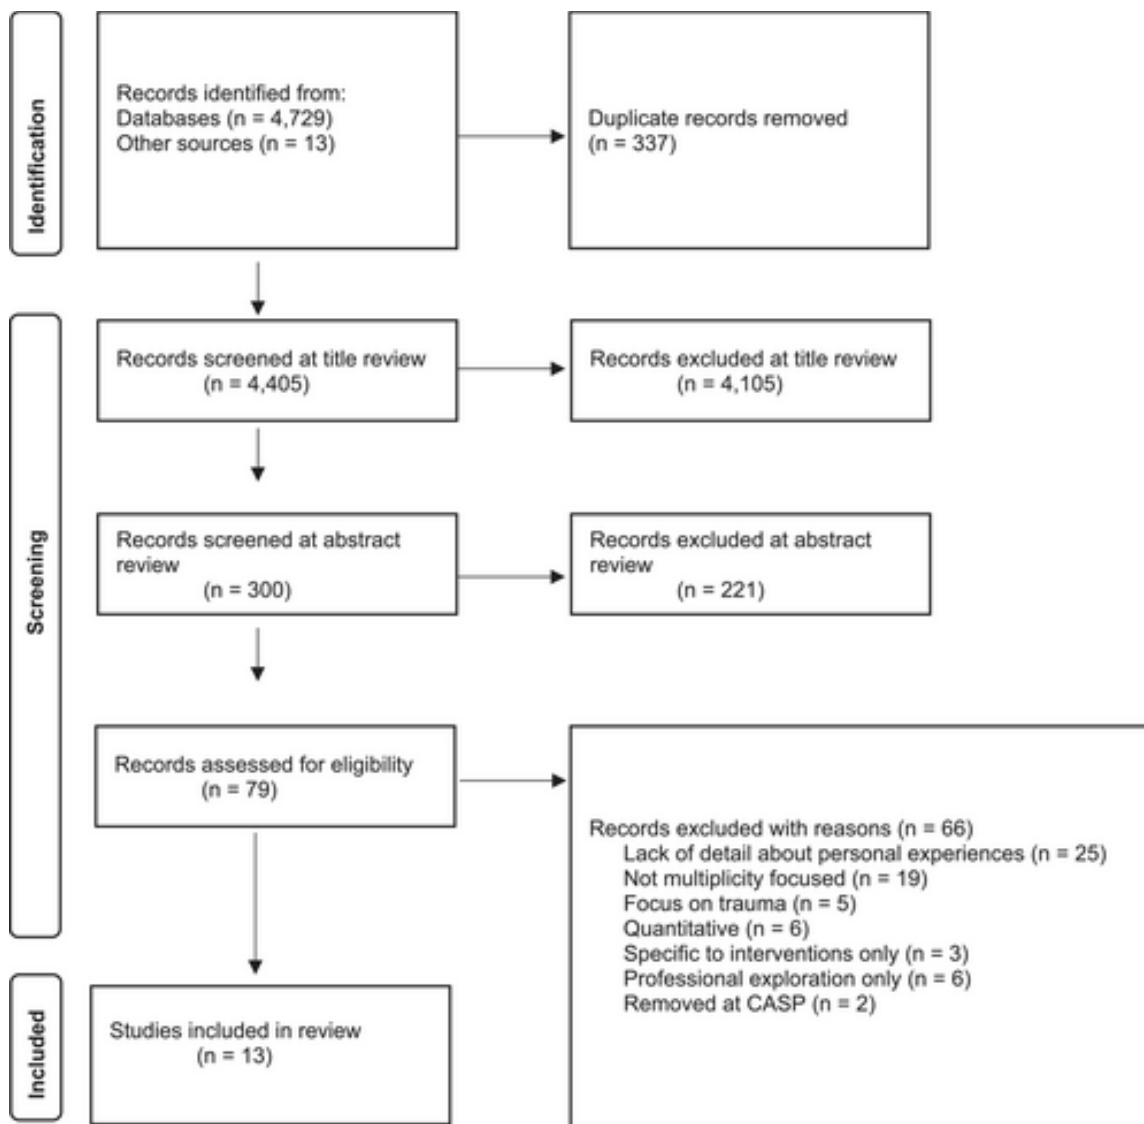 Identification
Records identified from:
Databases (n = 4,729)
Other sources (n = 13)
Duplicate records removed
(n = 337)
Screening
Records screened at title review
(n = 4,405)
Records excluded at title review
(n = 4,105)
Records screened at abstract
review
(n = 300)
Records excluded at abstract
review
(n = 221)
Records assessed for eligibility
(n = 79)
Records excluded with reasons (n = 66)
Lack of detail about personal experiences (n = 25)
Not multiplicity focused (n = 19)
Focus on trauma (n = 5)
Quantitative (n = 6)
Specific to interventions only (n = 3)
Professional exploration only (n = 6)
Removed at CASP (n = 2)
Included
Studies included in review
(n = 13)